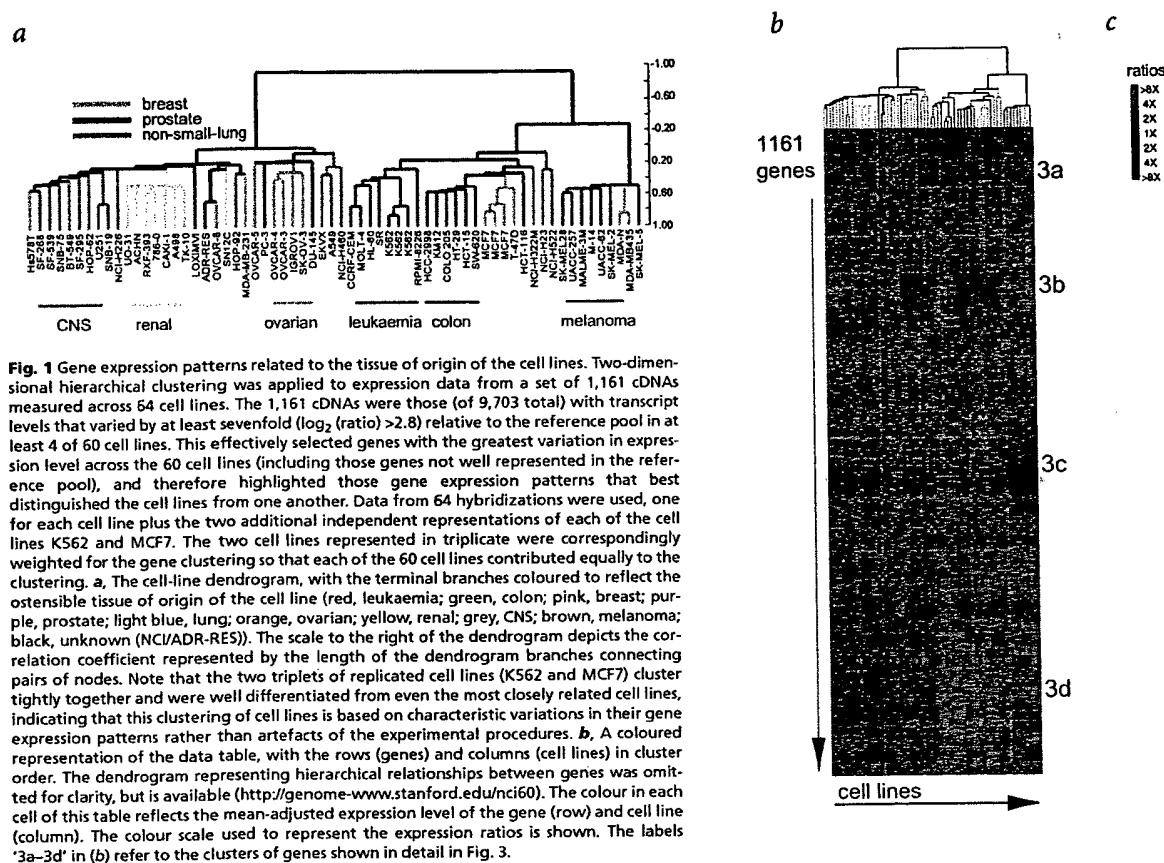 a
b
c
-1.00
-0.60
-0.20
0.20
0.60
1.00
breast
prostate
non-small-lung
Hs578T
SF-268
SF-539
SNB-75
BT-549
SF-295
HOP-62
U251
SNB-19
NCI-H226
UO-31
ACHN
RXF-393
786-0
CAKI-1
A498
TK-10
LOXIMVI
ADR-RES
OVCAR-8
SN12C
HOP-92
MDA-MB-231
OVCAR-5
PC-3
OVCAR-4
OVCAR-3
IGROV1
SK-OV-3
DU-145
EKVX
A549
NCI-H460
CCRF-CEM
MOLT-4
HL-60
SR
K562
K562
K562
RPMI-8226
HCC-2998
KM12
COLO 205
HT-29
HCT-15
SW-620
MCF7
MCF7
MCF7
T-47D
HCT-116
NCI-H322M
NCI-H23
NCI-H522
SK-MEL28
UACC-257
MALME-3M
M-14
UACC-62
SK-MEL-2
MDA-N
MDA-MB435
SK-MEL-5
CNS
renal
ovarian
leukaemia
colon
melanoma
1161
genes
3a
3b
3c
3d
cell lines
ratios
>8X
4X
2X
1X
2X
4X
>8X
Fig. 1 Gene expression patterns related to the tissue of origin of the cell lines. Two-dimen-
sional hierarchical clustering was applied to expression data from a set of 1,161 cDNAs
measured across 64 cell lines. The 1,161 cDNAs were those (of 9,703 total) with transcript
levels that varied by at least sevenfold (log2 (ratio) >2.8) relative to the reference pool in at
least 4 of 60 cell lines. This effectively selected genes with the greatest variation in expres-
sion level across the 60 cell lines (including those genes not well represented in the refer-
ence pool), and therefore highlighted those gene expression patterns that best
distinguished the cell lines from one another. Data from 64 hybridizations were used, one
for each cell line plus the two additional independent representations of each of the cell
lines K562 and MCF7. The two cell lines represented in triplicate were correspondingly
weighted for the gene clustering so that each of the 60 cell lines contributed equally to the
clustering. a, The cell-line dendrogram, with the terminal branches coloured to reflect the
ostensible tissue of origin of the cell line (red, leukaemia; green, colon; pink, breast; pur-
ple, prostate; light blue, lung; orange, ovarian; yellow, renal; grey, CNS; brown, melanoma;
black, unknown (NCI/ADR-RES)). The scale to the right of the dendrogram depicts the cor-
relation coefficient represented by the length of the dendrogram branches connecting
pairs of nodes. Note that the two triplets of replicated cell lines (K562 and MCF7) cluster
tightly together and were well differentiated from even the most closely related cell lines,
indicating that this clustering of cell lines is based on characteristic variations in their gene
expression patterns rather than artefacts of the experimental procedures. b, A coloured
representation of the data table, with the rows (genes) and columns (cell lines) in cluster
order. The dendrogram representing hierarchical relationships between genes was omit-
ted for clarity, but is available (http://genome-www.stanford.edu/nci60). The colour in each
cell of this table reflects the mean-adjusted expression level of the gene (row) and cell line
(column). The colour scale used to represent the expression ratios is shown. The labels
'3a–3d' in (b) refer to the clusters of genes shown in detail in Fig. 3.